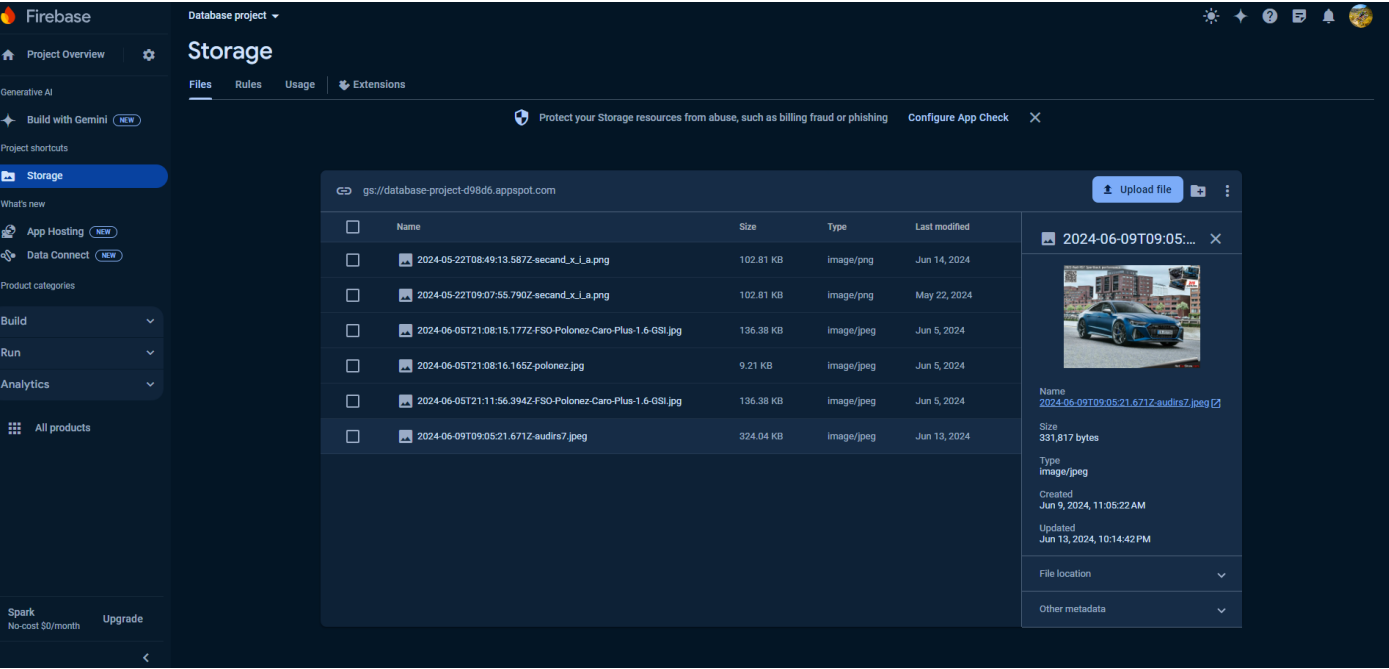 Firebase
Project Overview
Generative AI
Build with Gemini NEW
Project shortcuts
Storage
What's new
App Hosting NEW
Data Connect NEW
Product categories
Build
Run
Analytics
All products
Spark
No-cost $0/month
Upgrade
Database project
Storage
Files Rules Usage Extensions
Protect your Storage resources from abuse, such as billing fraud or phishing Configure App Check
gs://database-project-d98d6.appspot.com
Upload file
Name Size Type Last modified
2024-05-22T08:49:13.587Z-secand_x_i_a.png 102.81 KB image/png Jun 14, 2024
2024-05-22T09:07:55.790Z-secand_x_i_a.png 102.81 KB image/png May 22, 2024
2024-06-05T21:08:15.177Z-FSO-Polonez-Caro-Plus-1.6-GSI.jpg 136.38 KB image/jpeg Jun 5, 2024
2024-06-05T21:08:16.165Z-polonez.jpg 9.21 KB image/jpeg Jun 5, 2024
2024-06-05T21:11:56.394Z-FSO-Polonez-Caro-Plus-1.6-GSI.jpg 136.38 KB image/jpeg Jun 5, 2024
2024-06-09T09:05:21.671Z-audirs7.jpeg 324.04 KB image/jpeg Jun 13, 2024
2024-06-09T09:05:...
Name
2024-06-09T09:05:21.671Z-audirs7.jpeg
Size
331,817 bytes
Type
image/jpeg
Created
Jun 9, 2024, 11:05:22 AM
Updated
Jun 13, 2024, 10:14:42 PM
File location
Other metadata